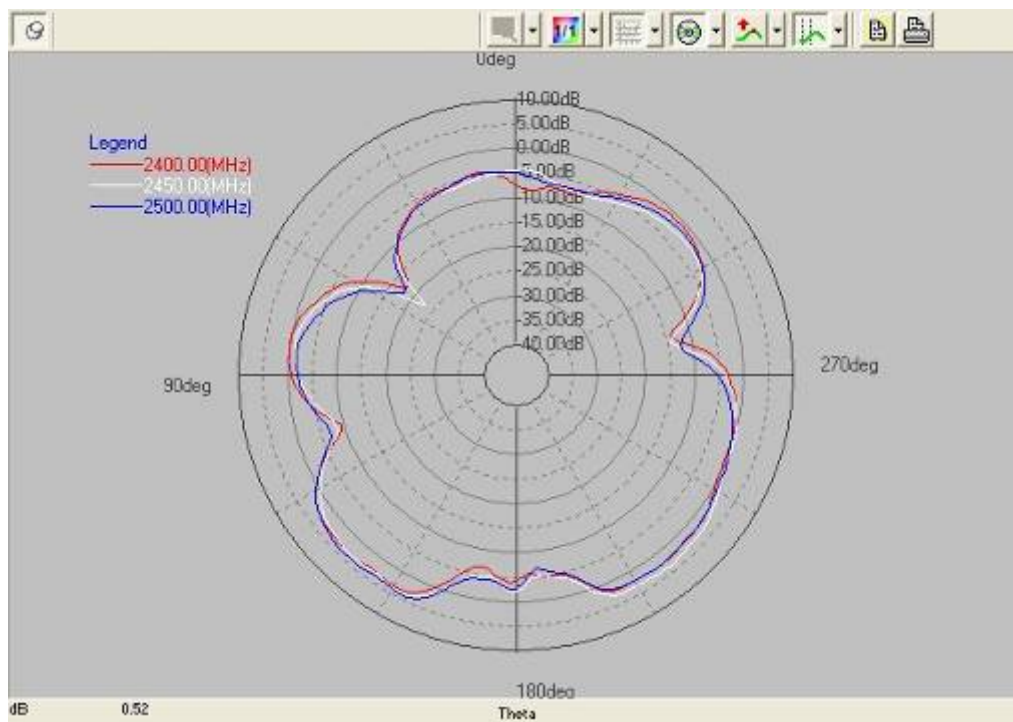 1/1
0deg
Legend
2400.00(MHz)
2450.00(MHz)
2500.00(MHz)
10.00dB
5.00dB
0.00dB
-5.00dB
-10.00dB
-15.00dB
-20.00dB
-25.00dB
-30.00dB
-35.00dB
-40.00dB
90deg
270deg
180deg
dB 0.52
Theta